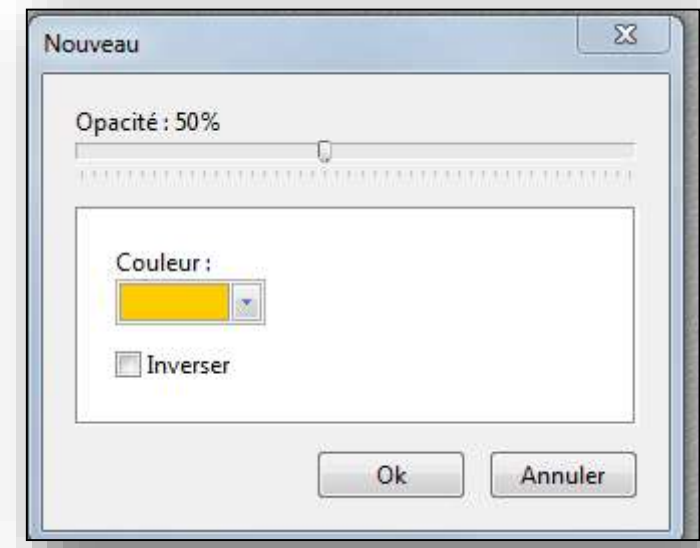 Nouveau
Opacité : 50%
Couleur :
Inverser
Ok
Annuler